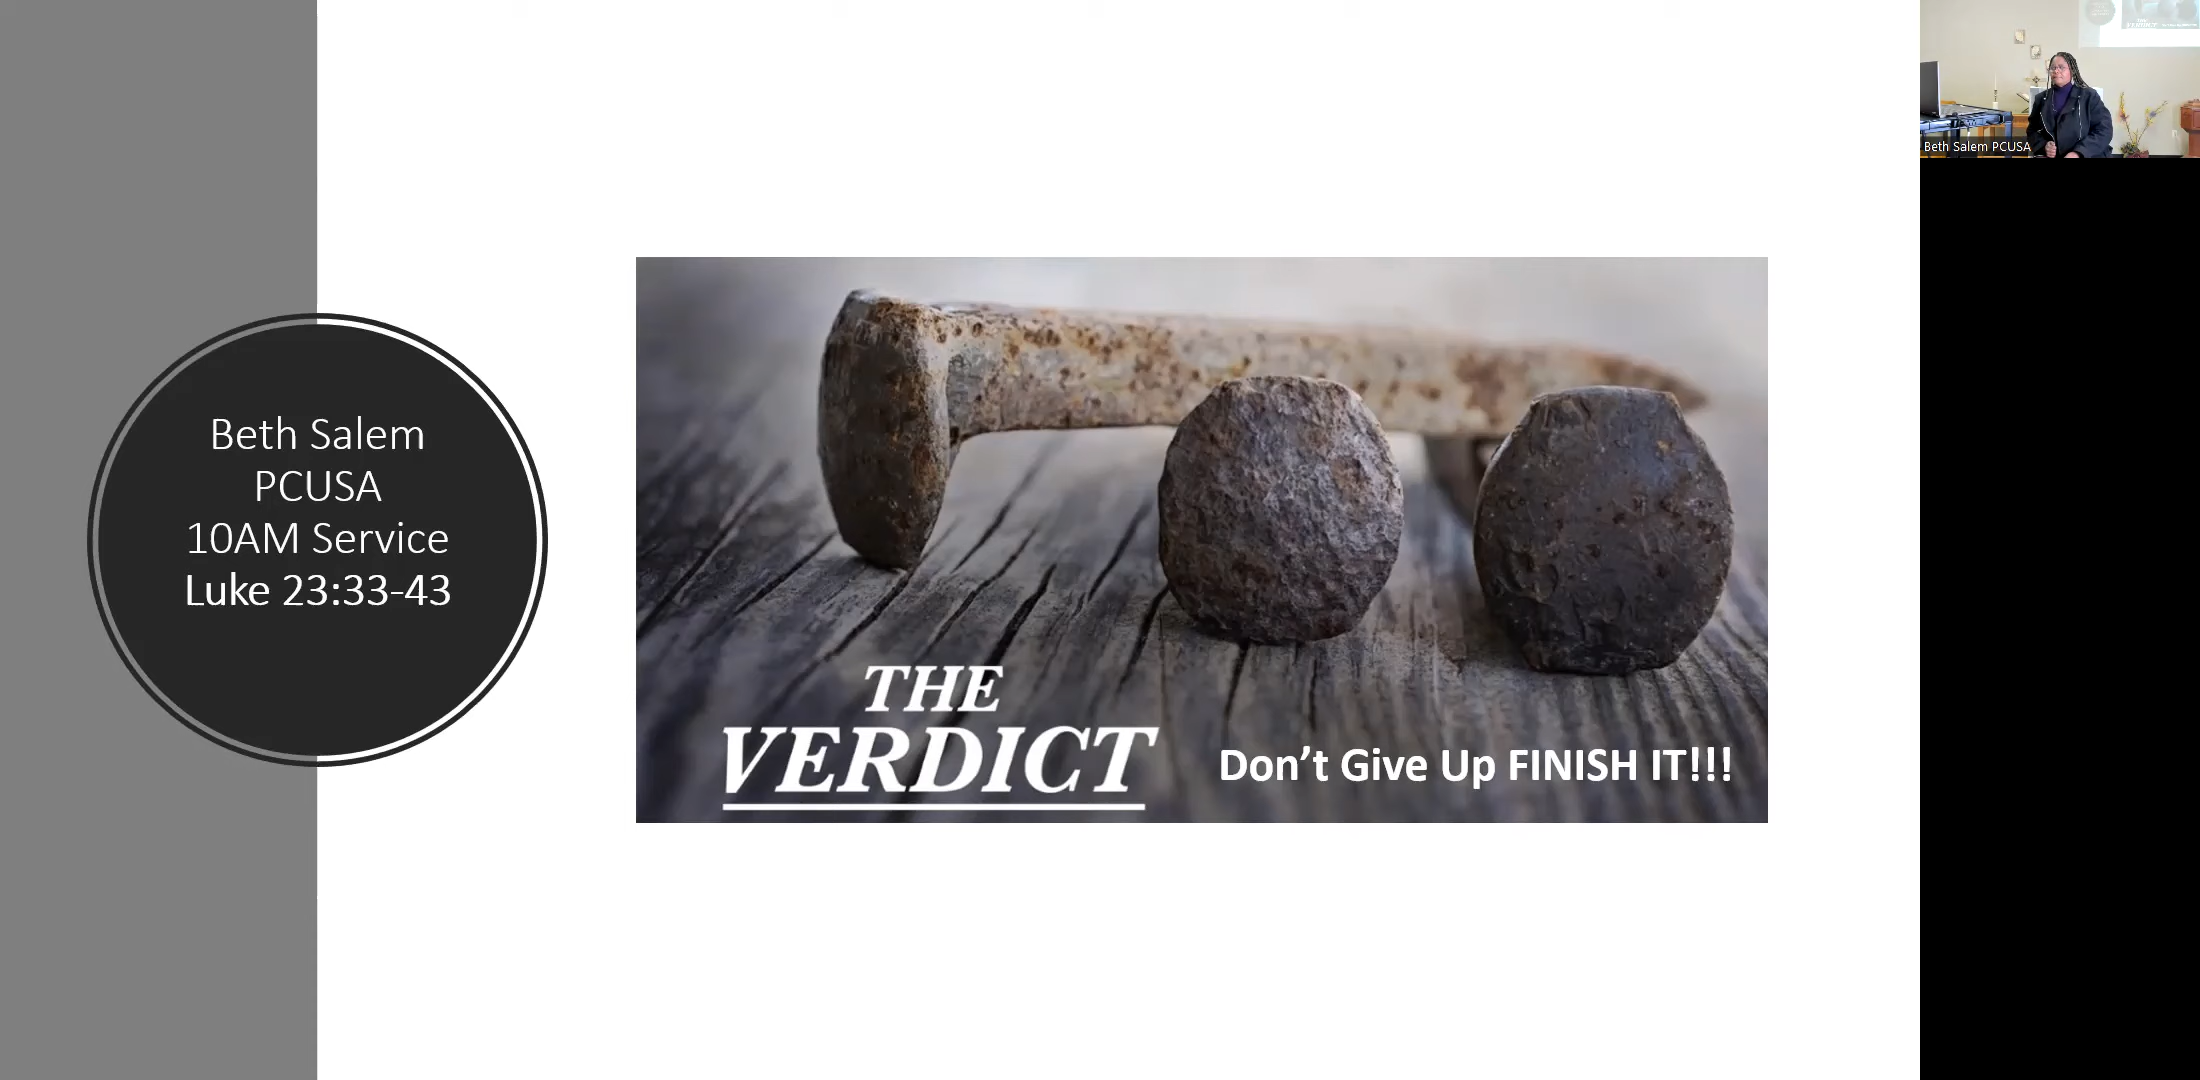 Beth Salem
PCUSA
10AM Service
Luke 23:33-43
THE
VERDICT
Don't Give Up FINISH IT!!!
Beth Salem PCUSA